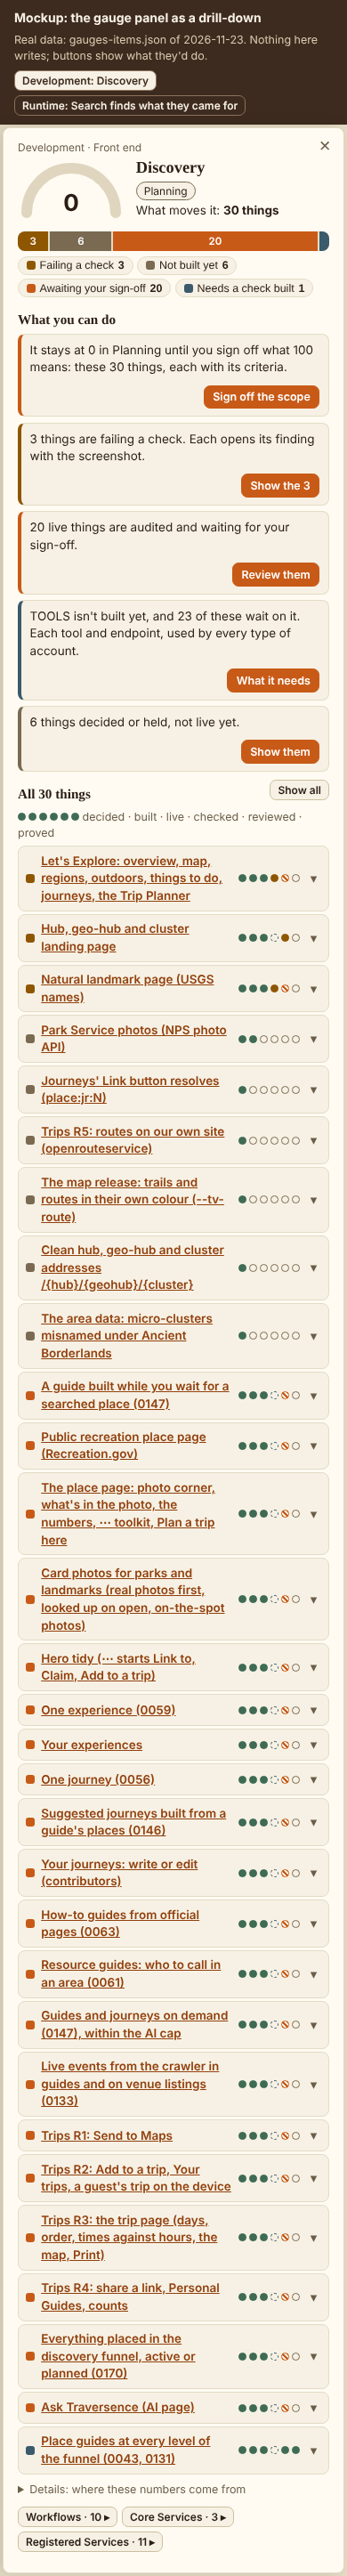 Mockup: the gauge panel as a drill-down
Real data: gauges-items.json of 2026-11-23. Nothing here
writes; buttons show what they'd do.
Development: Discovery
Runtime: Search finds what they came for
Development · Front end
✕
0
Discovery
Planning
What moves it: 30 things
3
6
20
Failing a check 3
Not built yet 6
Awaiting your sign-off 20
Needs a check built 1
What you can do
It stays at 0 in Planning until you sign off what 100
means: these 30 things, each with its criteria.
Sign off the scope
3 things are failing a check. Each opens its finding
with the screenshot.
Show the 3
20 live things are audited and waiting for your
sign-off.
Review them
TOOLS isn't built yet, and 23 of these wait on it.
Each tool and endpoint, used by every type of
account.
What it needs
6 things decided or held, not live yet.
Show them
All 30 things
Show all
decided · built · live · checked · reviewed ·
proved
Let's Explore: overview, map,
regions, outdoors, things to do,
journeys, the Trip Planner
Hub, geo-hub and cluster
landing page
Natural landmark page (USGS
names)
Park Service photos (NPS photo
API)
Journeys' Link button resolves
(place:jr:N)
Trips R5: routes on our own site
(openrouteservice)
The map release: trails and
routes in their own colour (--tv-
route)
Clean hub, geo-hub and cluster
addresses
/{hub}/{geohub}/{cluster}
The area data: micro-clusters
misnamed under Ancient
Borderlands
A guide built while you wait for a
searched place (0147)
Public recreation place page
(Recreation.gov)
The place page: photo corner,
what's in the photo, the
numbers, ··· toolkit, Plan a trip
here
Card photos for parks and
landmarks (real photos first,
looked up on open, on-the-spot
photos)
Hero tidy (··· starts Link to,
Claim, Add to a trip)
One experience (0059)
Your experiences
One journey (0056)
Suggested journeys built from a
guide's places (0146)
Your journeys: write or edit
(contributors)
How-to guides from official
pages (0063)
Resource guides: who to call in
an area (0061)
Guides and journeys on demand
(0147), within the AI cap
Live events from the crawler in
guides and on venue listings
(0133)
Trips R1: Send to Maps
Trips R2: Add to a trip, Your
trips, a guest's trip on the device
Trips R3: the trip page (days,
order, times against hours, the
map, Print)
Trips R4: share a link, Personal
Guides, counts
Everything placed in the
discovery funnel, active or
planned (0170)
Ask Traversence (AI page)
Place guides at every level of
the funnel (0043, 0131)
▶ Details: where these numbers come from
Workflows · 10 ▸
Core Services · 3 ▸
Registered Services · 11 ▸